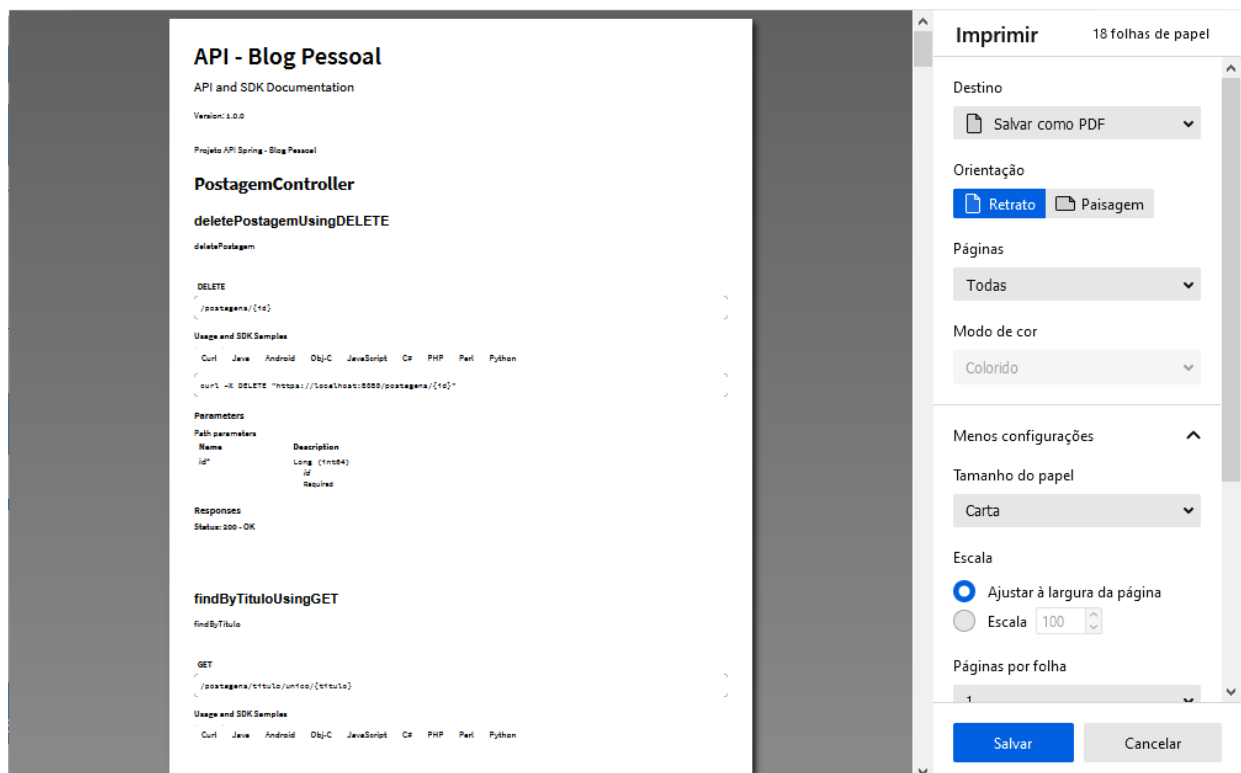 API - Blog Pessoal
API and SDK Documentation
Version: 1.0.0
Projeto API Spring - Blog Pessoal
PostagemController
deletePostagemUsingDELETE
deletePostagem
DELETE
/postagens/{id}
Usage and SDK Samples
Curl Java Android Obj-C JavaScript C# PHP Perl Python
curl -X DELETE "https://localhost:8080/postagens/{id}"
Parameters
Path parameters
Name Description
id* Long (int64)
id
Required
Responses
Status: 200 - OK
findByTituloUsingGET
findByTitulo
GET
/postagens/titulo/unico/{titulo}
Usage and SDK Samples
Curl Java Android Obj-C JavaScript C# PHP Perl Python
Imprimir 18 folhas de papel
Destino
Salvar como PDF
Orientação
Retrato Paisagem
Páginas
Todas
Modo de cor
Colorido
Menos configurações
Tamanho do papel
Carta
Escala
Ajustar à largura da página
Escala 100
Páginas por folha
1
Salvar Cancelar